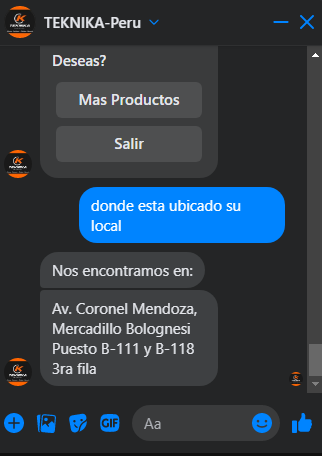 TEKNIKA-Peru
Deseas?
Mas Productos
Salir
donde esta ubicado su
local
Nos encontramos en:
Av. Coronel Mendoza,
Mercadillo Bolognesi
Puesto B-111 y B-118
3ra fila
GIF
Aa